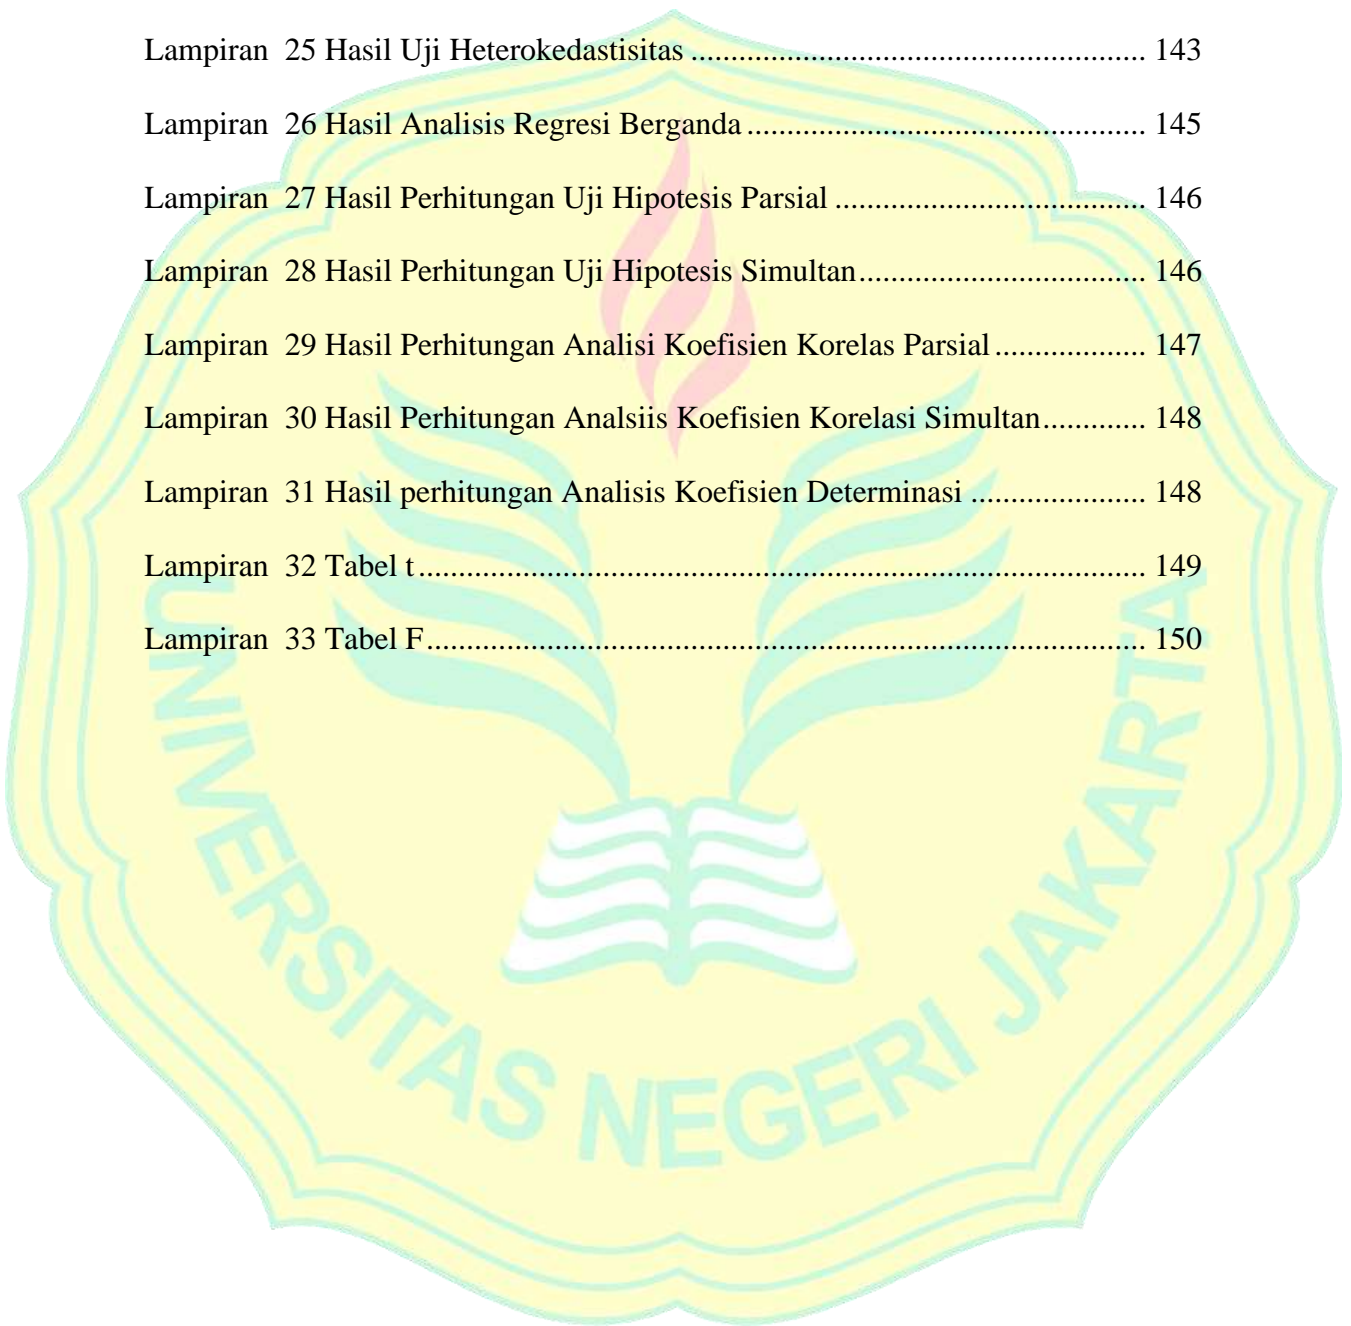 Lampiran  25 Hasil Uji Heterokedastisitas ........................................................ 143
Lampiran  26 Hasil Analisis Regresi Berganda ................................................. 145
Lampiran  27 Hasil Perhitungan Uji Hipotesis Parsial ...................................... 146
Lampiran  28 Hasil Perhitungan Uji Hipotesis Simultan................................... 146
Lampiran  29 Hasil Perhitungan Analisi Koefisien Korelas Parsial ................... 147
Lampiran  30 Hasil Perhitungan Analsiis Koefisien Korelasi Simultan............. 148
Lampiran  31 Hasil perhitungan Analisis Koefisien Determinasi ...................... 148
Lampiran  32 Tabel t ........................................................................................... 149
Lampiran  33 Tabel F .......................................................................................... 150
UNIVERSITAS NEGERI JAKARTA